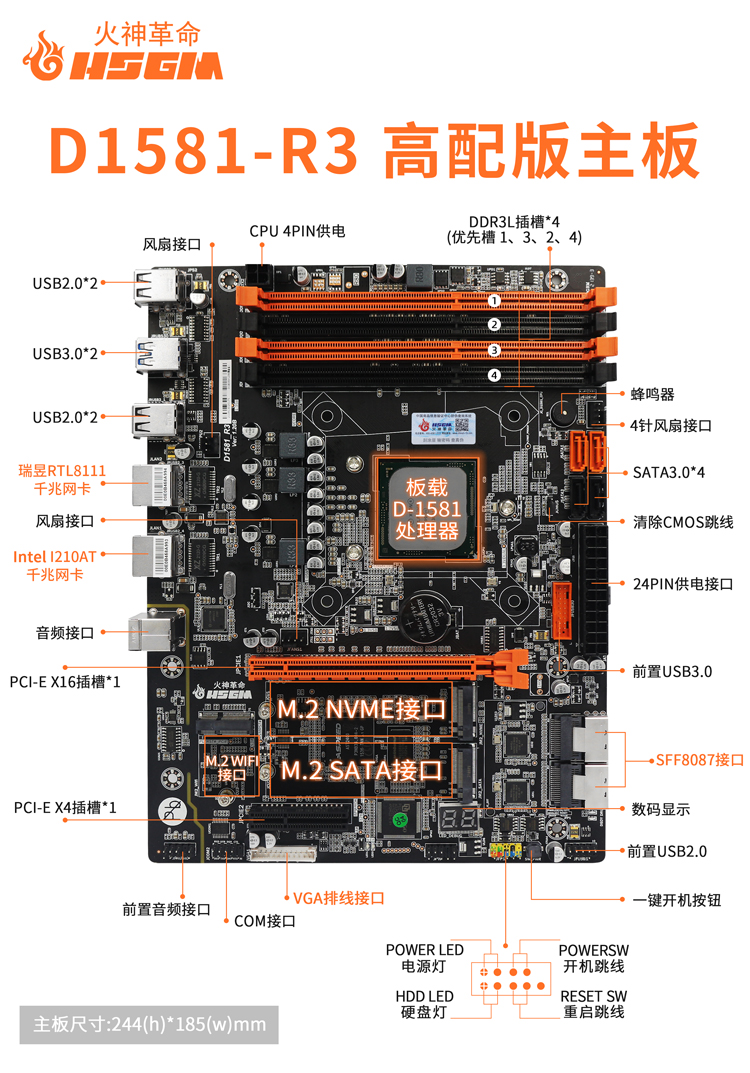 火神革命
HSGM
D1581-R3 高配版主板
DDR3L插槽*4
(优先槽 1、3、2、4)
CPU 4PIN供电
风扇接口
USB2.0*2
1
2
USB3.0*2
3
4
蜂鸣器
USB2.0*2
4针风扇接口
D1581_R3
HSGM
瑞昱RTL8111
千兆网卡
SATA3.0*4
板载
D-1581
处理器
风扇接口
清除CMOS跳线
Intel I210AT
千兆网卡
24PIN供电接口
音频接口
PCI-E X16插槽*1
前置USB3.0
火神革命
HSGM
M.2 NVME接口
M.2 WIFI
接口
M.2 SATA接口
SFF8087接口
PCI-E X4插槽*1
数码显示
前置USB2.0
VGA排线接口
一键开机按钮
前置音频接口
COM接口
POWER LED
电源灯
POWERSW
开机跳线
HDD LED
硬盘灯
RESET SW
重启跳线
主板尺寸:244(h)*185(w)mm